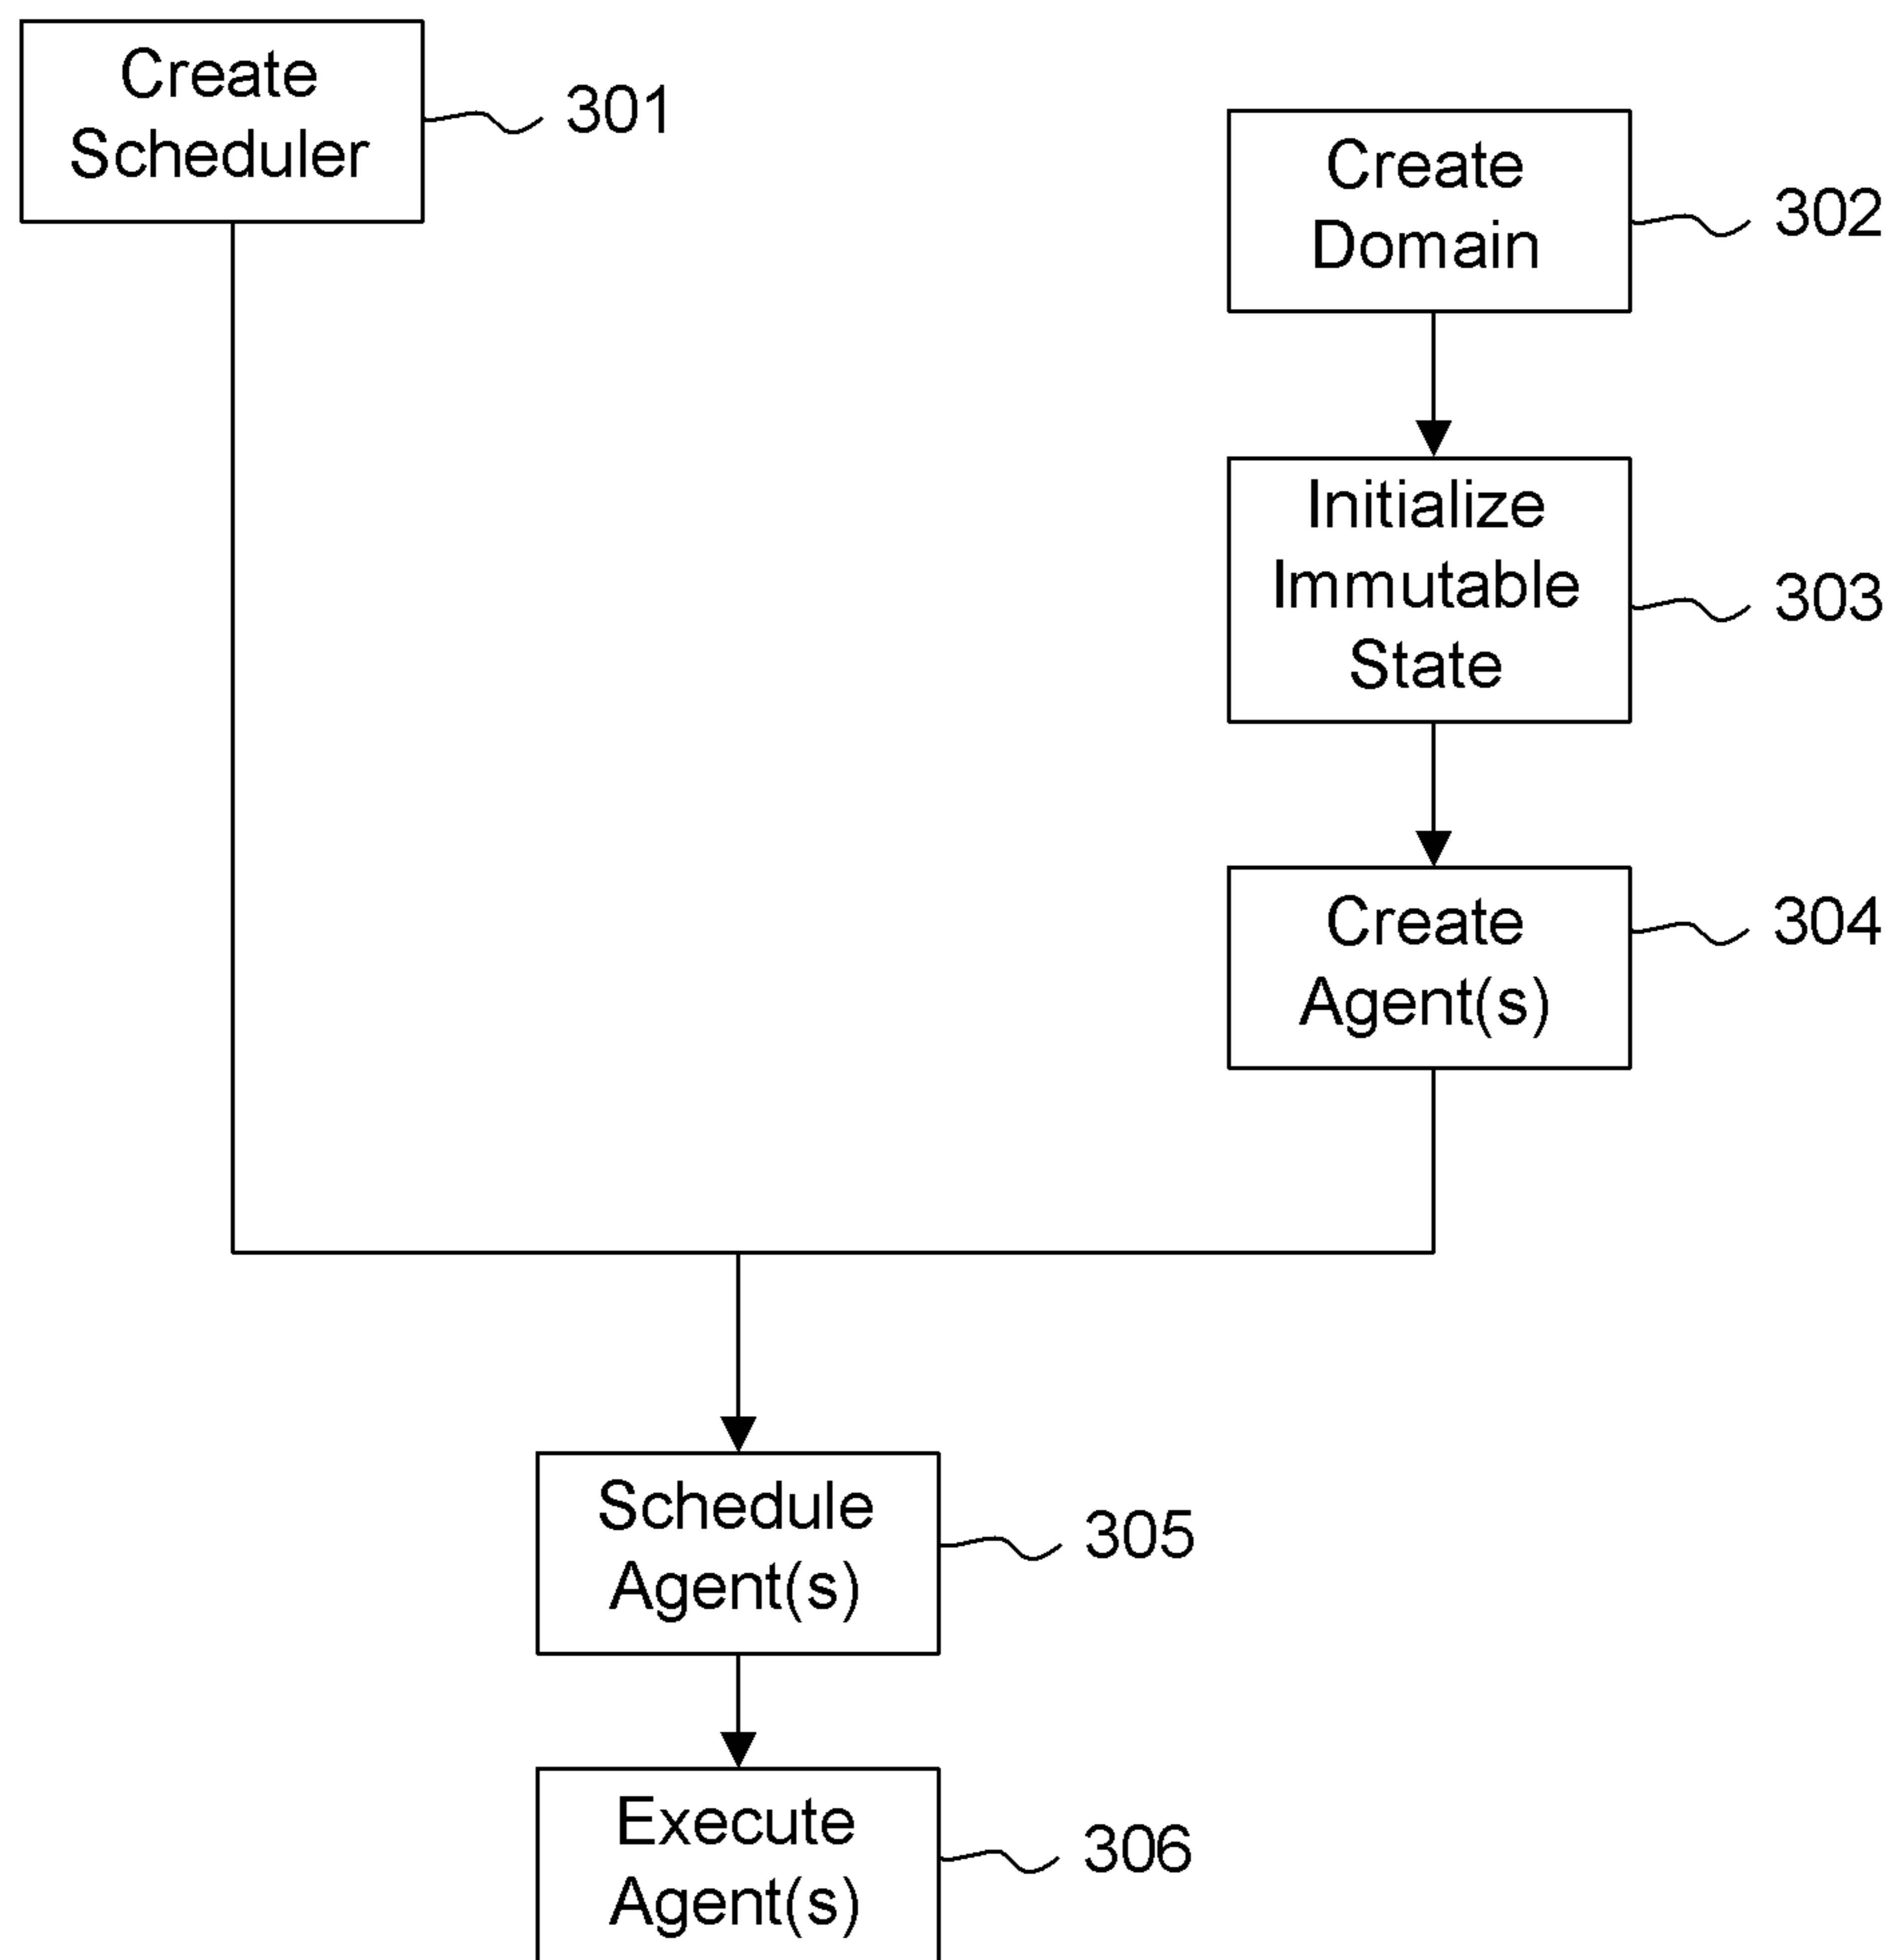 Create
Scheduler
301
Create
Domain
302
Initialize
Immutable
State
303
Create
Agent(s)
304
Schedule
Agent(s)
305
Execute
Agent(s)
306